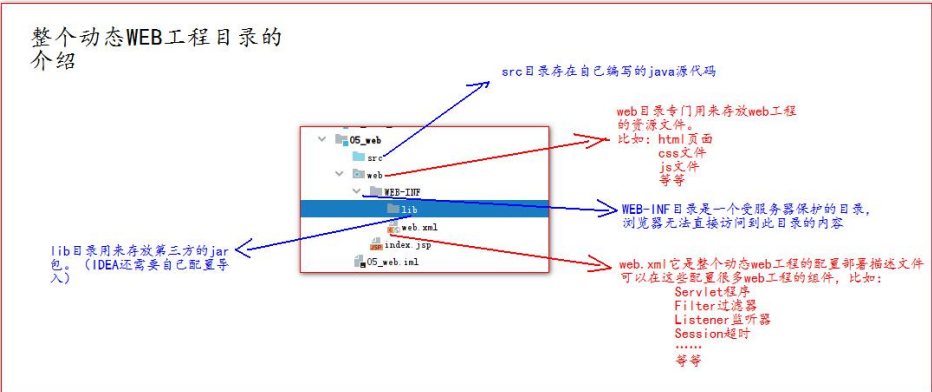 整个动态WEB工程目录的
介绍
src目录存在自己编写的java源代码
web目录专门用来存放web工程
的资源文件。
比如：html页面
css文件
js文件
等等
05_web
src
web
WEB-INF
lib
web.xml
index.jsp
05_web.iml
WEB-INF目录是一个受服务器保护的目录，
浏览器无法直接访问到此目录的内容
lib目录用来存放第三方的jar
包。（IDEA还需要自己配置导
入）
web.xml它是整个动态web工程的配置部署描述文件
可以在这些配置很多web工程的组件，比如：
Servlet程序
Filter过滤器
Listener监听器
Session超时
……
等等